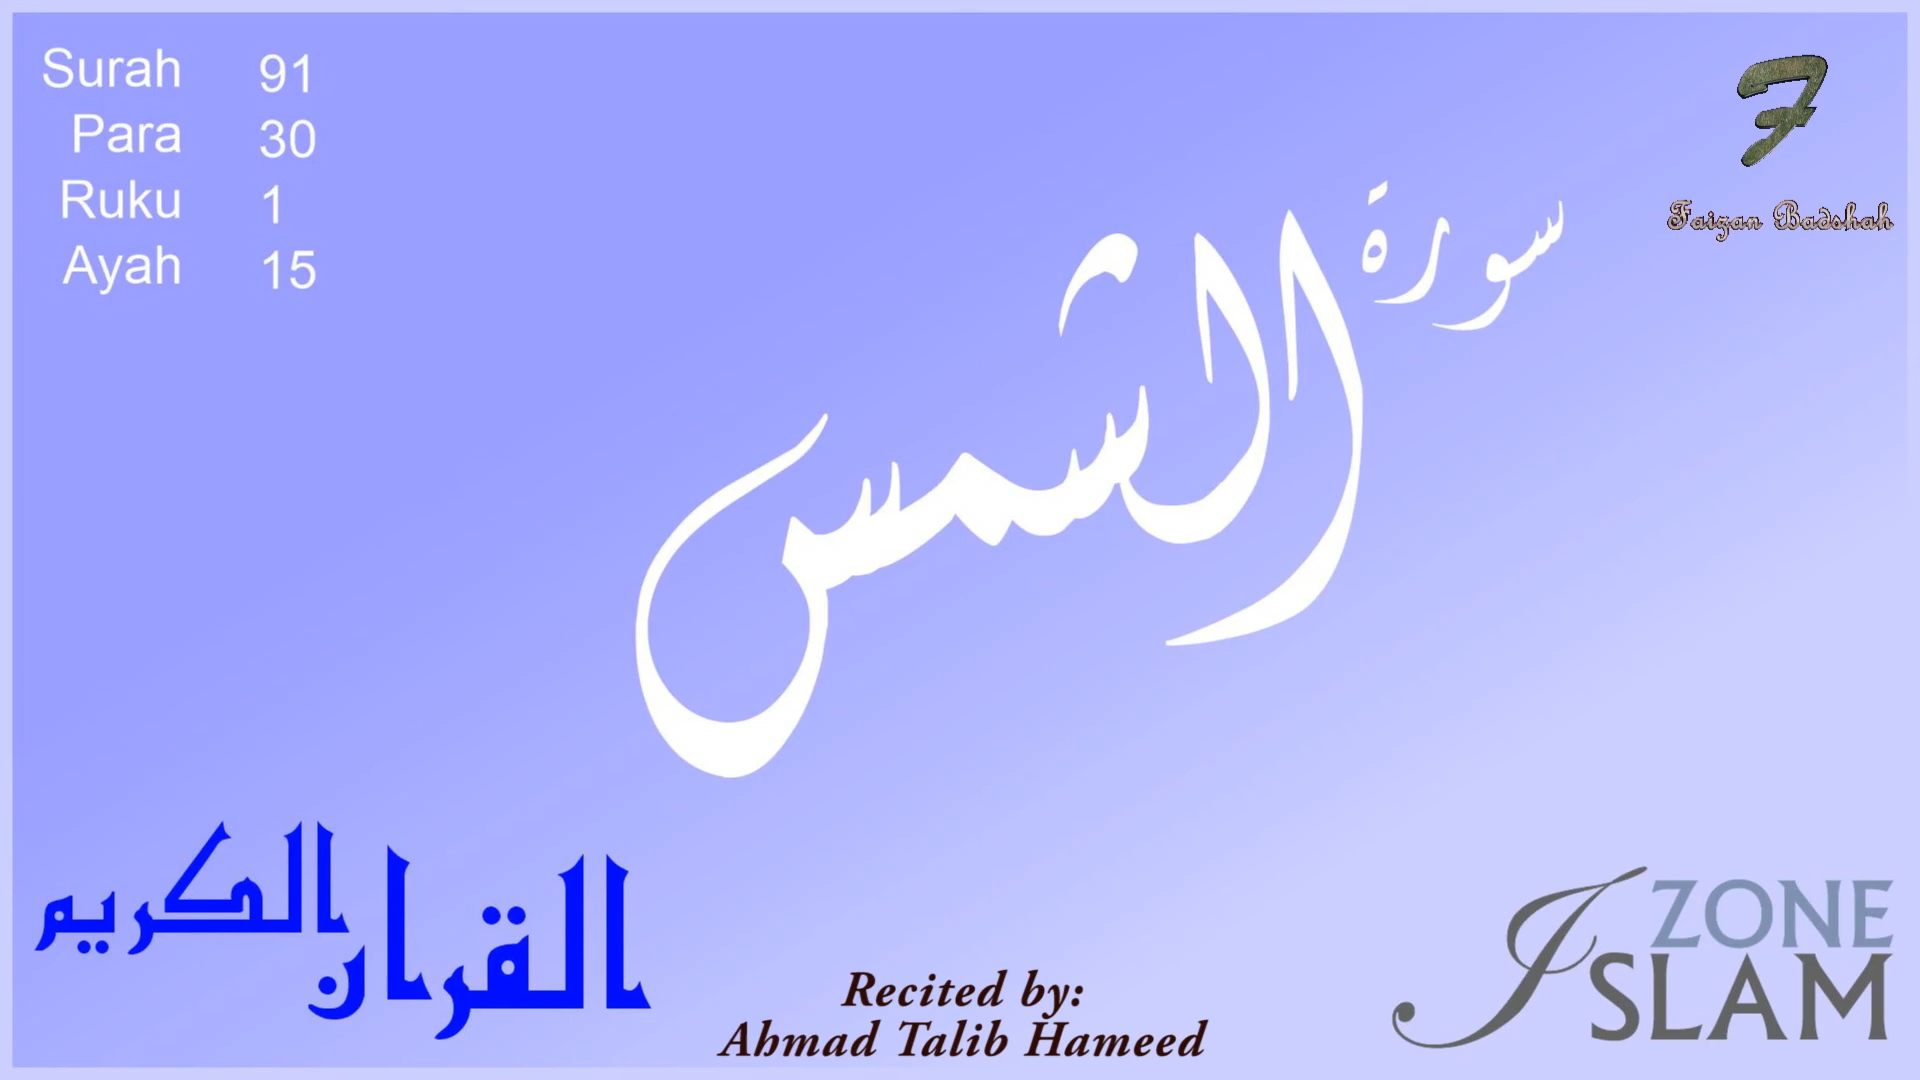 Surah 91
Para 30
Ruku 1
Ayah 15
F
Faizan Badshah
سورة
الشمس
القران الكريم
Recited by:
Ahmad Talib Hameed
ZONE
ISLAM